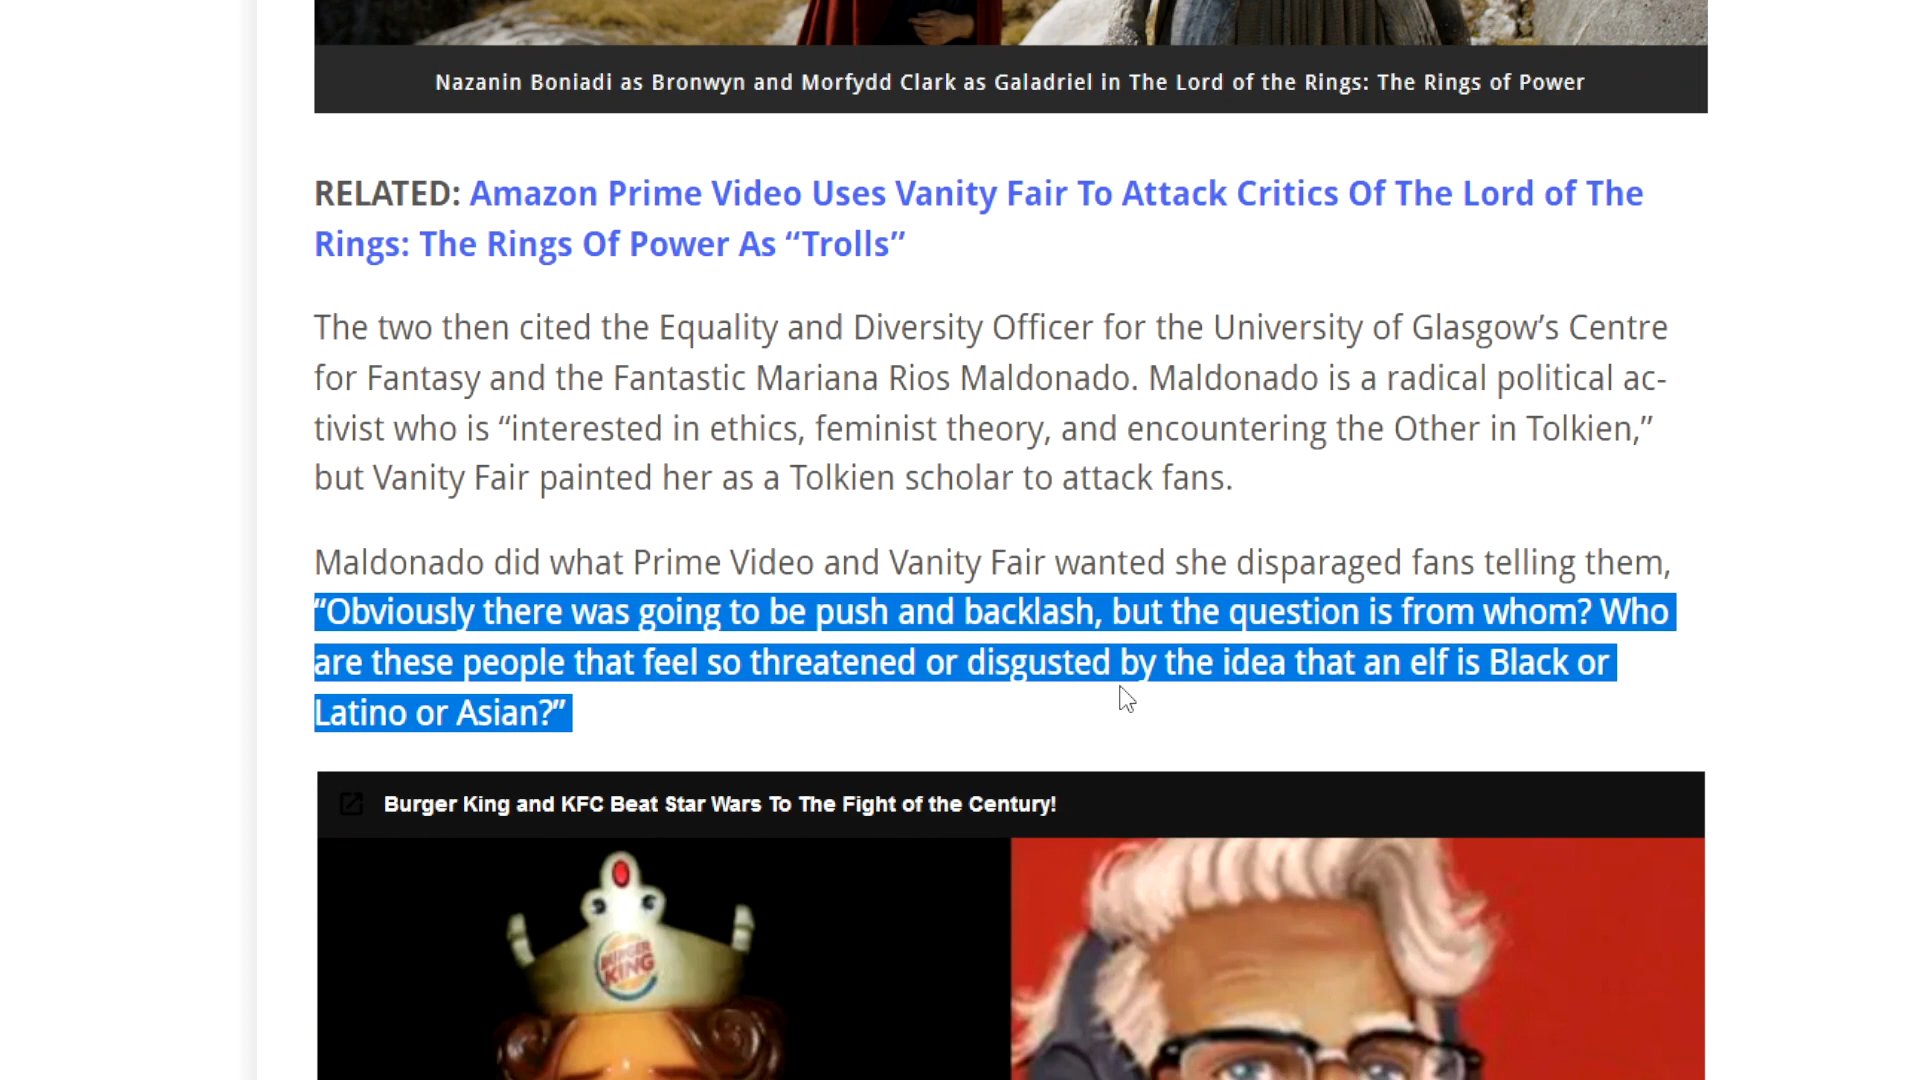 Nazanin Boniadi as Bronwyn and Morfydd Clark as Galadriel in The Lord of the Rings: The Rings of Power
RELATED: Amazon Prime Video Uses Vanity Fair To Attack Critics Of The Lord of The
Rings: The Rings Of Power As “Trolls”
The two then cited the Equality and Diversity Officer for the University of Glasgow’s Centre
for Fantasy and the Fantastic Mariana Rios Maldonado. Maldonado is a radical political ac-
tivist who is “interested in ethics, feminist theory, and encountering the Other in Tolkien,”
but Vanity Fair painted her as a Tolkien scholar to attack fans.
Maldonado did what Prime Video and Vanity Fair wanted she disparaged fans telling them,
“Obviously there was going to be push and backlash, but the question is from whom? Who
are these people that feel so threatened or disgusted by the idea that an elf is Black or
Latino or Asian?”
Burger King and KFC Beat Star Wars To The Fight of the Century!
BURGER
KING